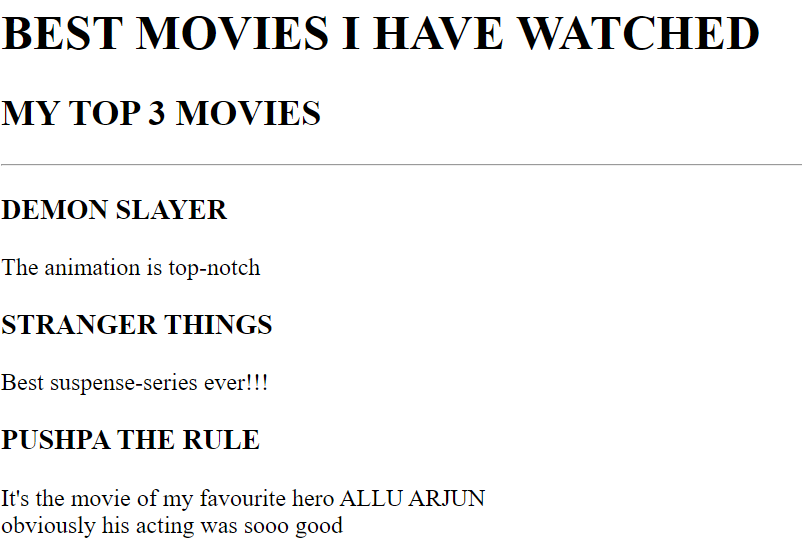 BEST MOVIES I HAVE WATCHED
MY TOP 3 MOVIES
DEMON SLAYER
The animation is top-notch
STRANGER THINGS
Best suspense-series ever!!!
PUSHPA THE RULE
It's the movie of my favourite hero ALLU ARJUN
obviously his acting was sooo good